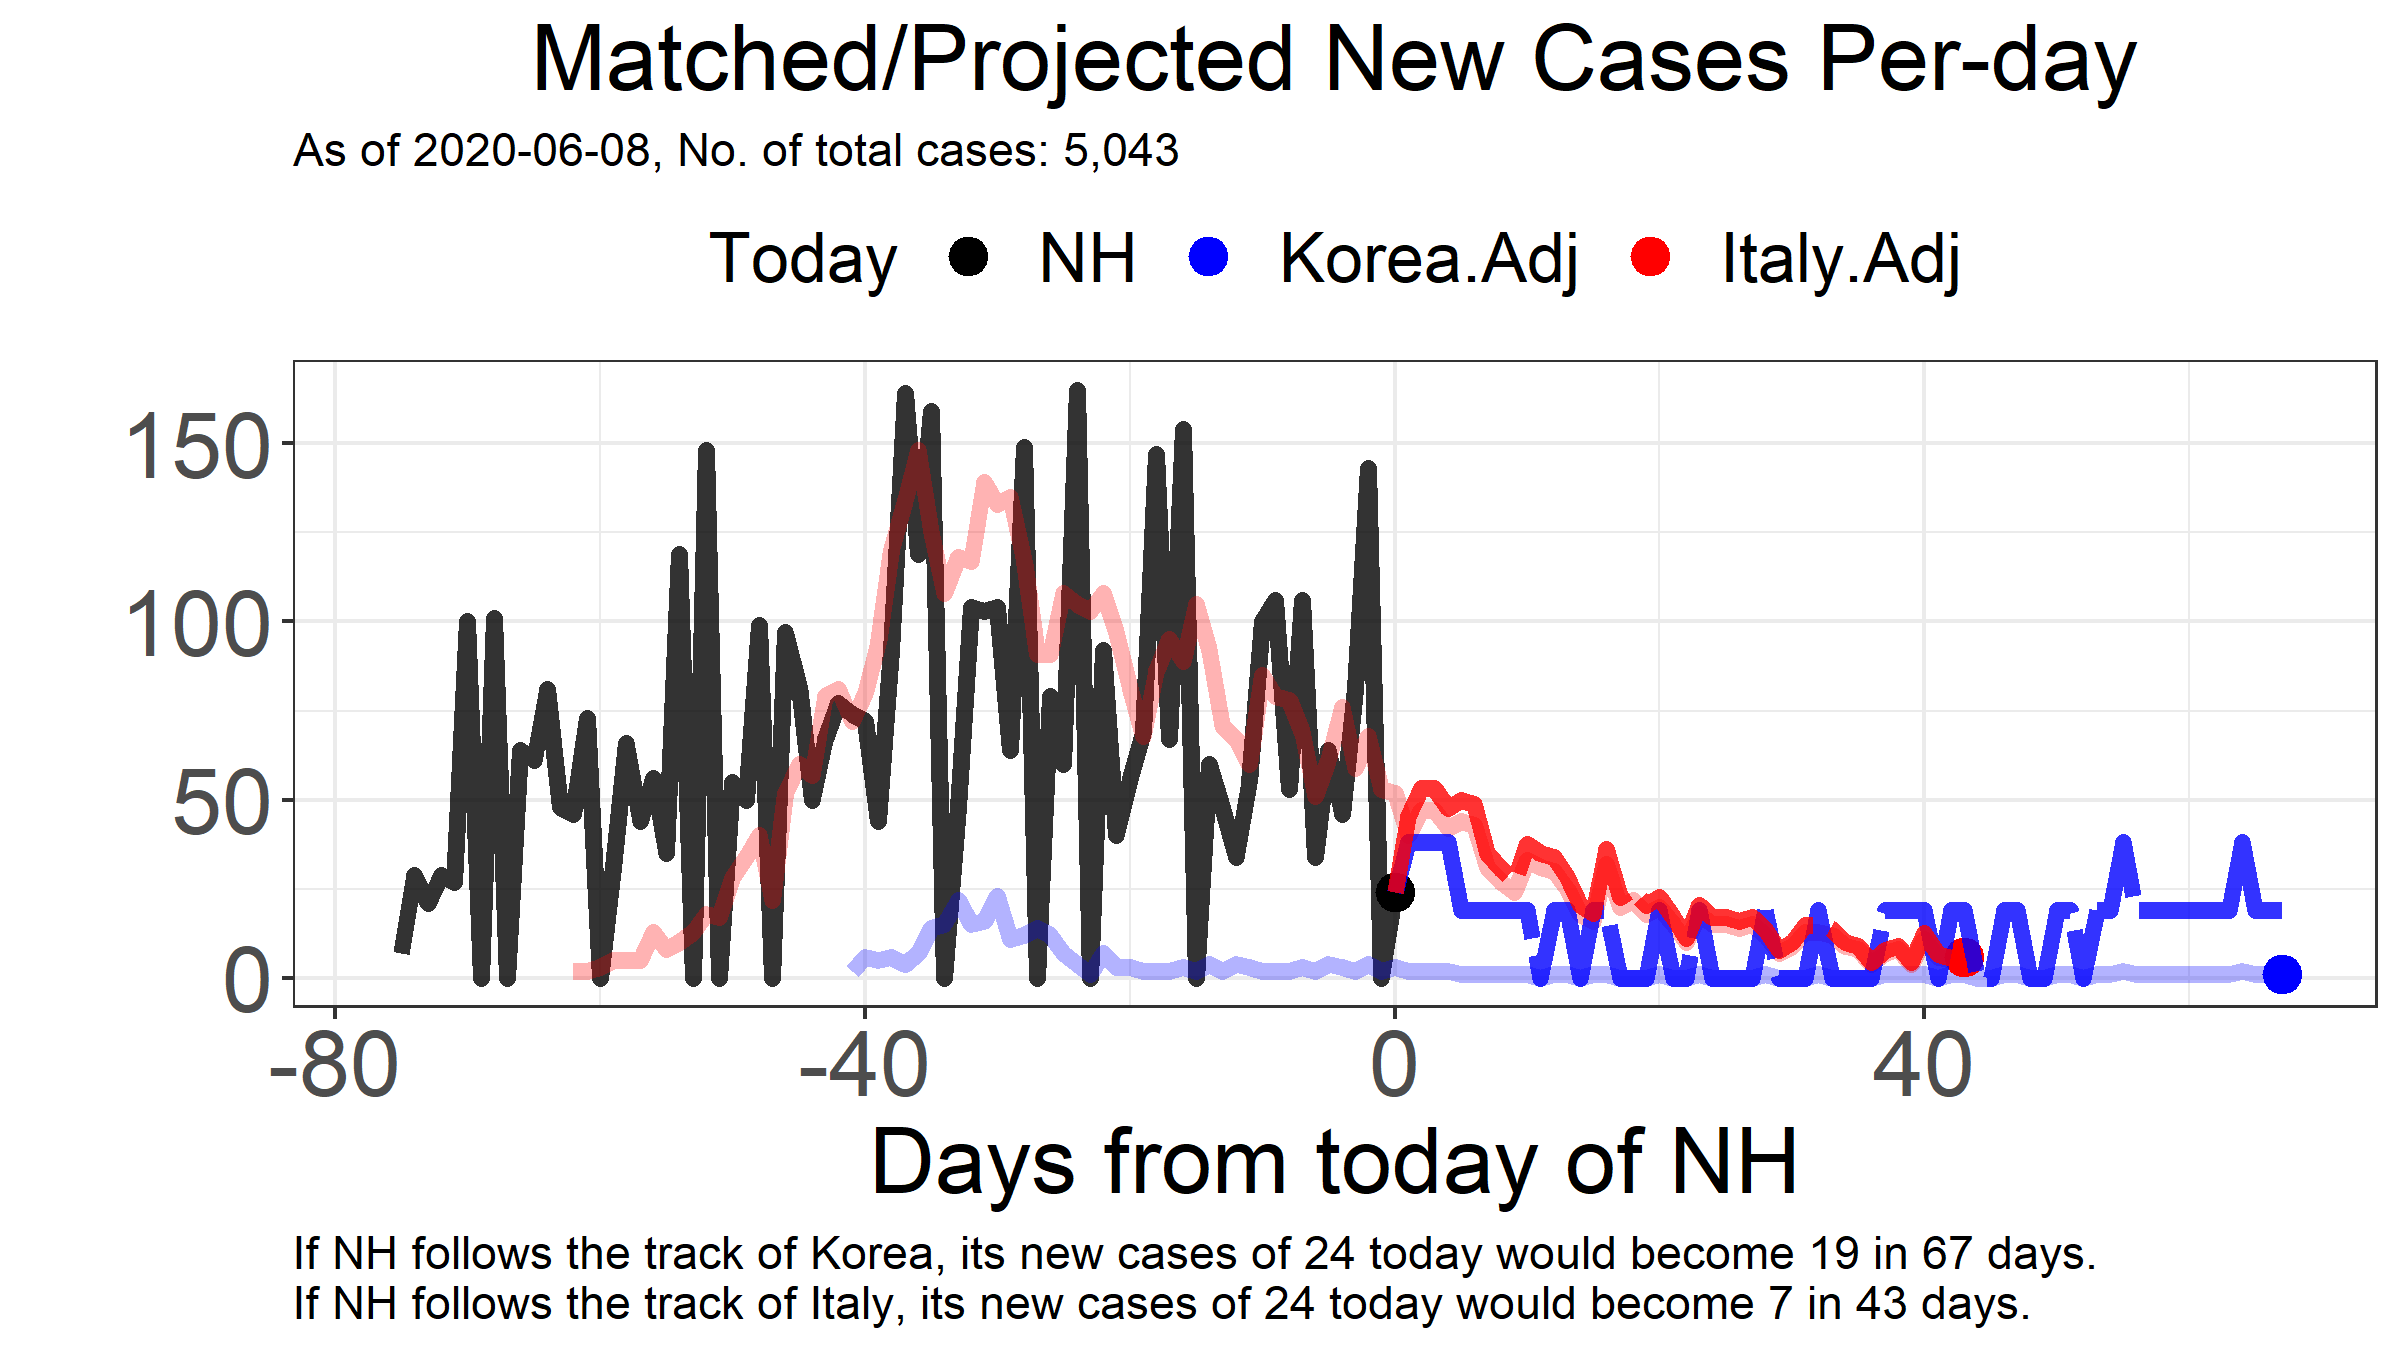 Matched/Projected New Cases Per-day
As of 2020-06-08, No. of total cases: 5,043
Today NH Korea.Adj Italy.Adj
150
100
50
0
-80 -40 0 40
Days from today of NH
If NH follows the track of Korea, its new cases of 24 today would become 19 in 67 days.
If NH follows the track of Italy, its new cases of 24 today would become 7 in 43 days.